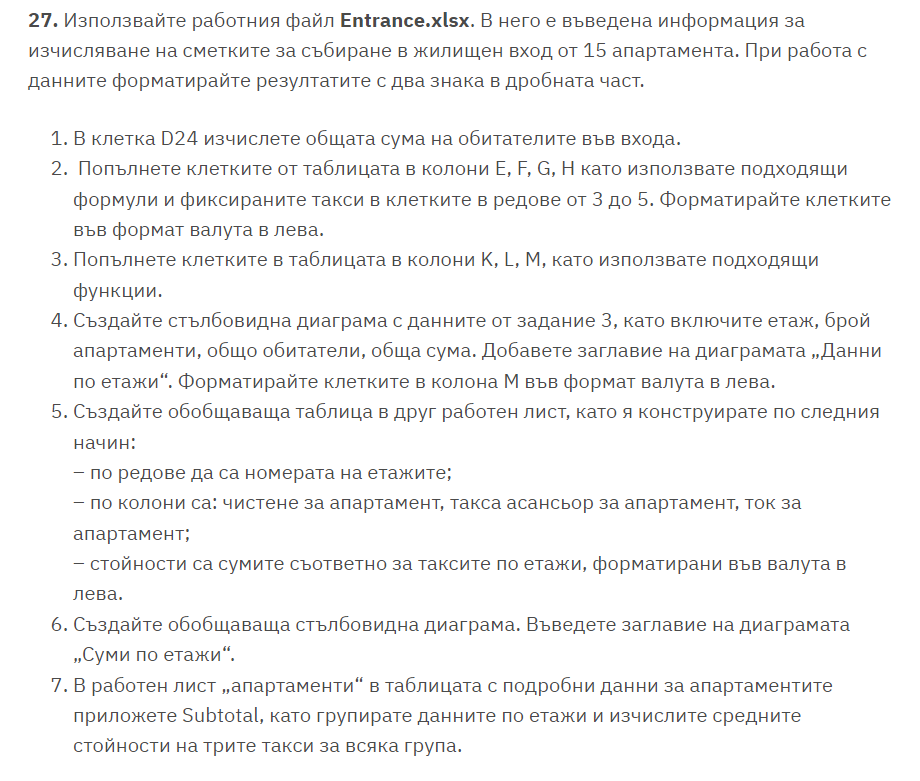 27. Използвайте работния файл Entrance.xlsx. В него е въведена информация за
изчисляване на сметките за събиране в жилищен вход от 15 апартамента. При работа с
данните форматирайте резултатите с два знака в дробната част.
1. В клетка D24 изчислете общата сума на обитателите във входа.
2. Попълнете клетките от таблицата в колони E, F, G, H като използвате подходящи
формули и фиксираните такси в клетките в редове от 3 до 5. Форматирайте клетките
във формат валута в лева.
3. Попълнете клетките в таблицата в колони K, L, M, като използвате подходящи
функции.
4. Създайте стълбовидна диаграма с данните от задание 3, като включите етаж, брой
апартаменти, общо обитатели, обща сума. Добавете заглавие на диаграмата „Данни
по етажи“. Форматирайте клетките в колона M във формат валута в лева.
5. Създайте обобщаваща таблица в друг работен лист, като я конструирате по следния
начин:
– по редове да са номерата на етажите;
– по колони са: чистене за апартамент, такса асансьор за апартамент, ток за
апартамент;
– стойности са сумите съответно за таксите по етажи, форматирани във валута в
лева.
6. Създайте обобщаваща стълбовидна диаграма. Въведете заглавие на диаграмата
„Суми по етажи“.
7. В работен лист „апартаменти“ в таблицата с подробни данни за апартаментите
приложете Subtotal, като групирате данните по етажи и изчислите средните
стойности на трите такси за всяка група.